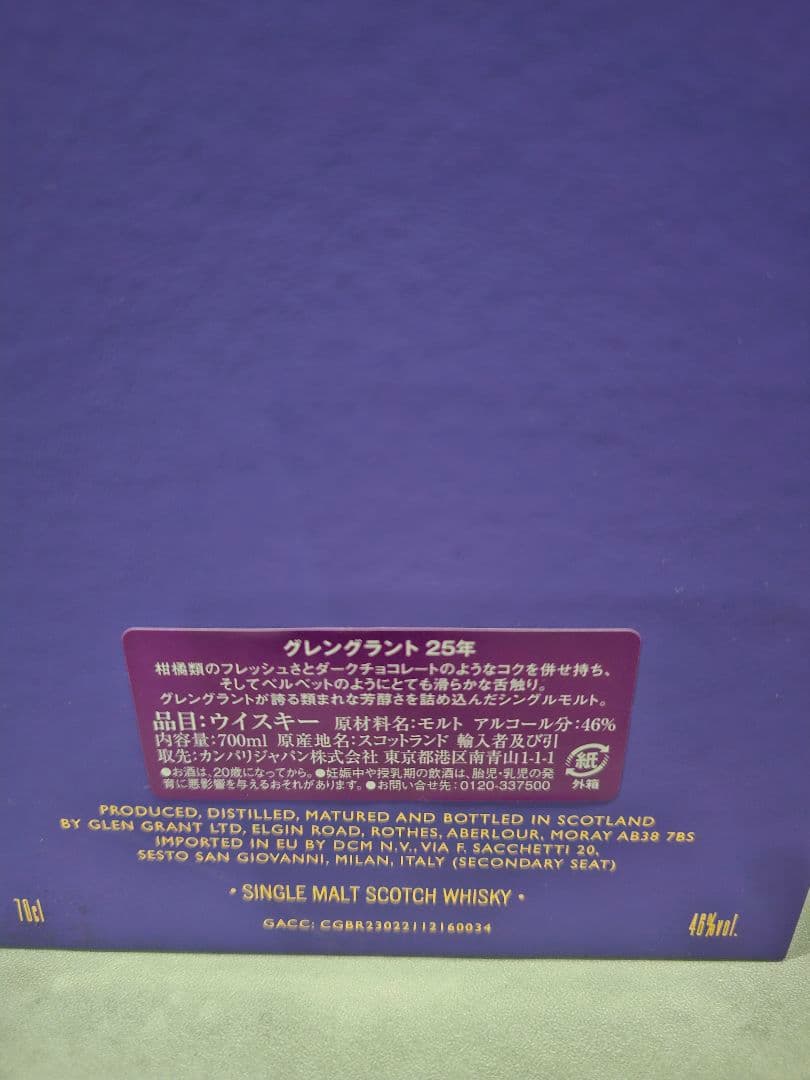 グレングラント 25年
柑橘類のフレッシュさとダークチョコレートのようなコクを併せ持ち、
そしてベルベットのようにとても滑らかな舌触り。
グレングラントが誇る類まれな芳醇さを詰め込んだシングルモルト。
品目：ウイスキー 原材料名：モルト アルコール分：46%
内容量：700ml 原産地名：スコットランド 輸入者及び引
取先：カンパリジャパン株式会社 東京都港区南青山1-1-1
●お酒は、20歳になってから。●妊娠中や授乳期の飲酒は、胎児・乳児の発
育に悪影響を与えるおそれがあります。●お問い合せ先：0120-337500
紙
外箱
PRODUCED, DISTILLED, MATURED AND BOTTLED IN SCOTLAND
BY GLEN GRANT LTD, ELGIN ROAD, ROTHES, ABERLOUR, MORAY AB38 7BS
IMPORTED IN EU BY DCM N.V., VIA F. SACCHETTI 20,
SESTO SAN GIOVANNI, MILAN, ITALY (SECONDARY SEAT)
• SINGLE MALT SCOTCH WHISKY •
70cl
GACC: CGBR23022112160034
46%vol.